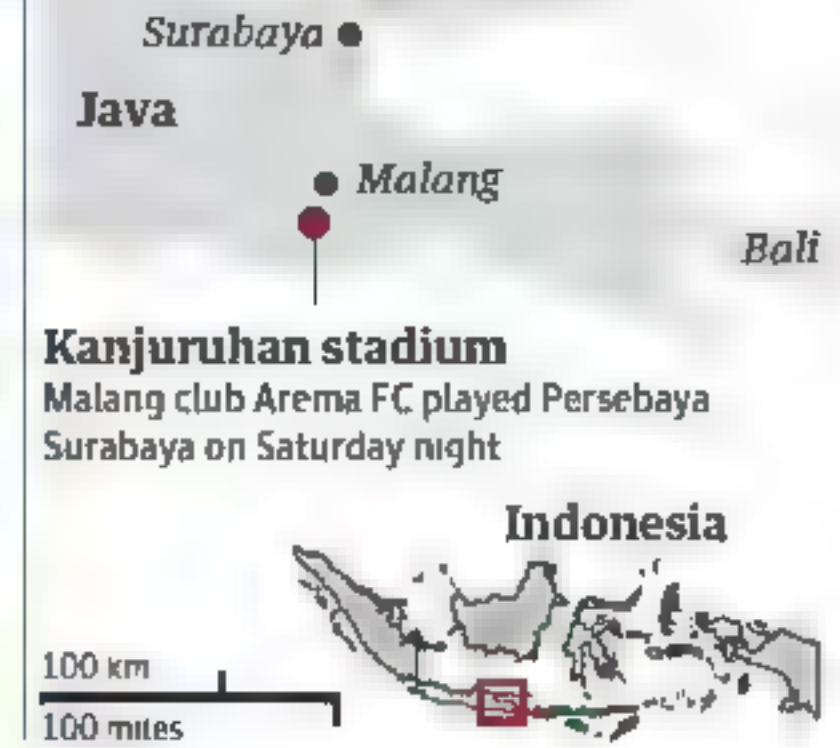 Surabaya
Java
Malang
Bali
Kanjuruhan stadium
Malang club Arema FC played Persebaya
Surabaya on Saturday night
Indonesia
100 km
100 miles